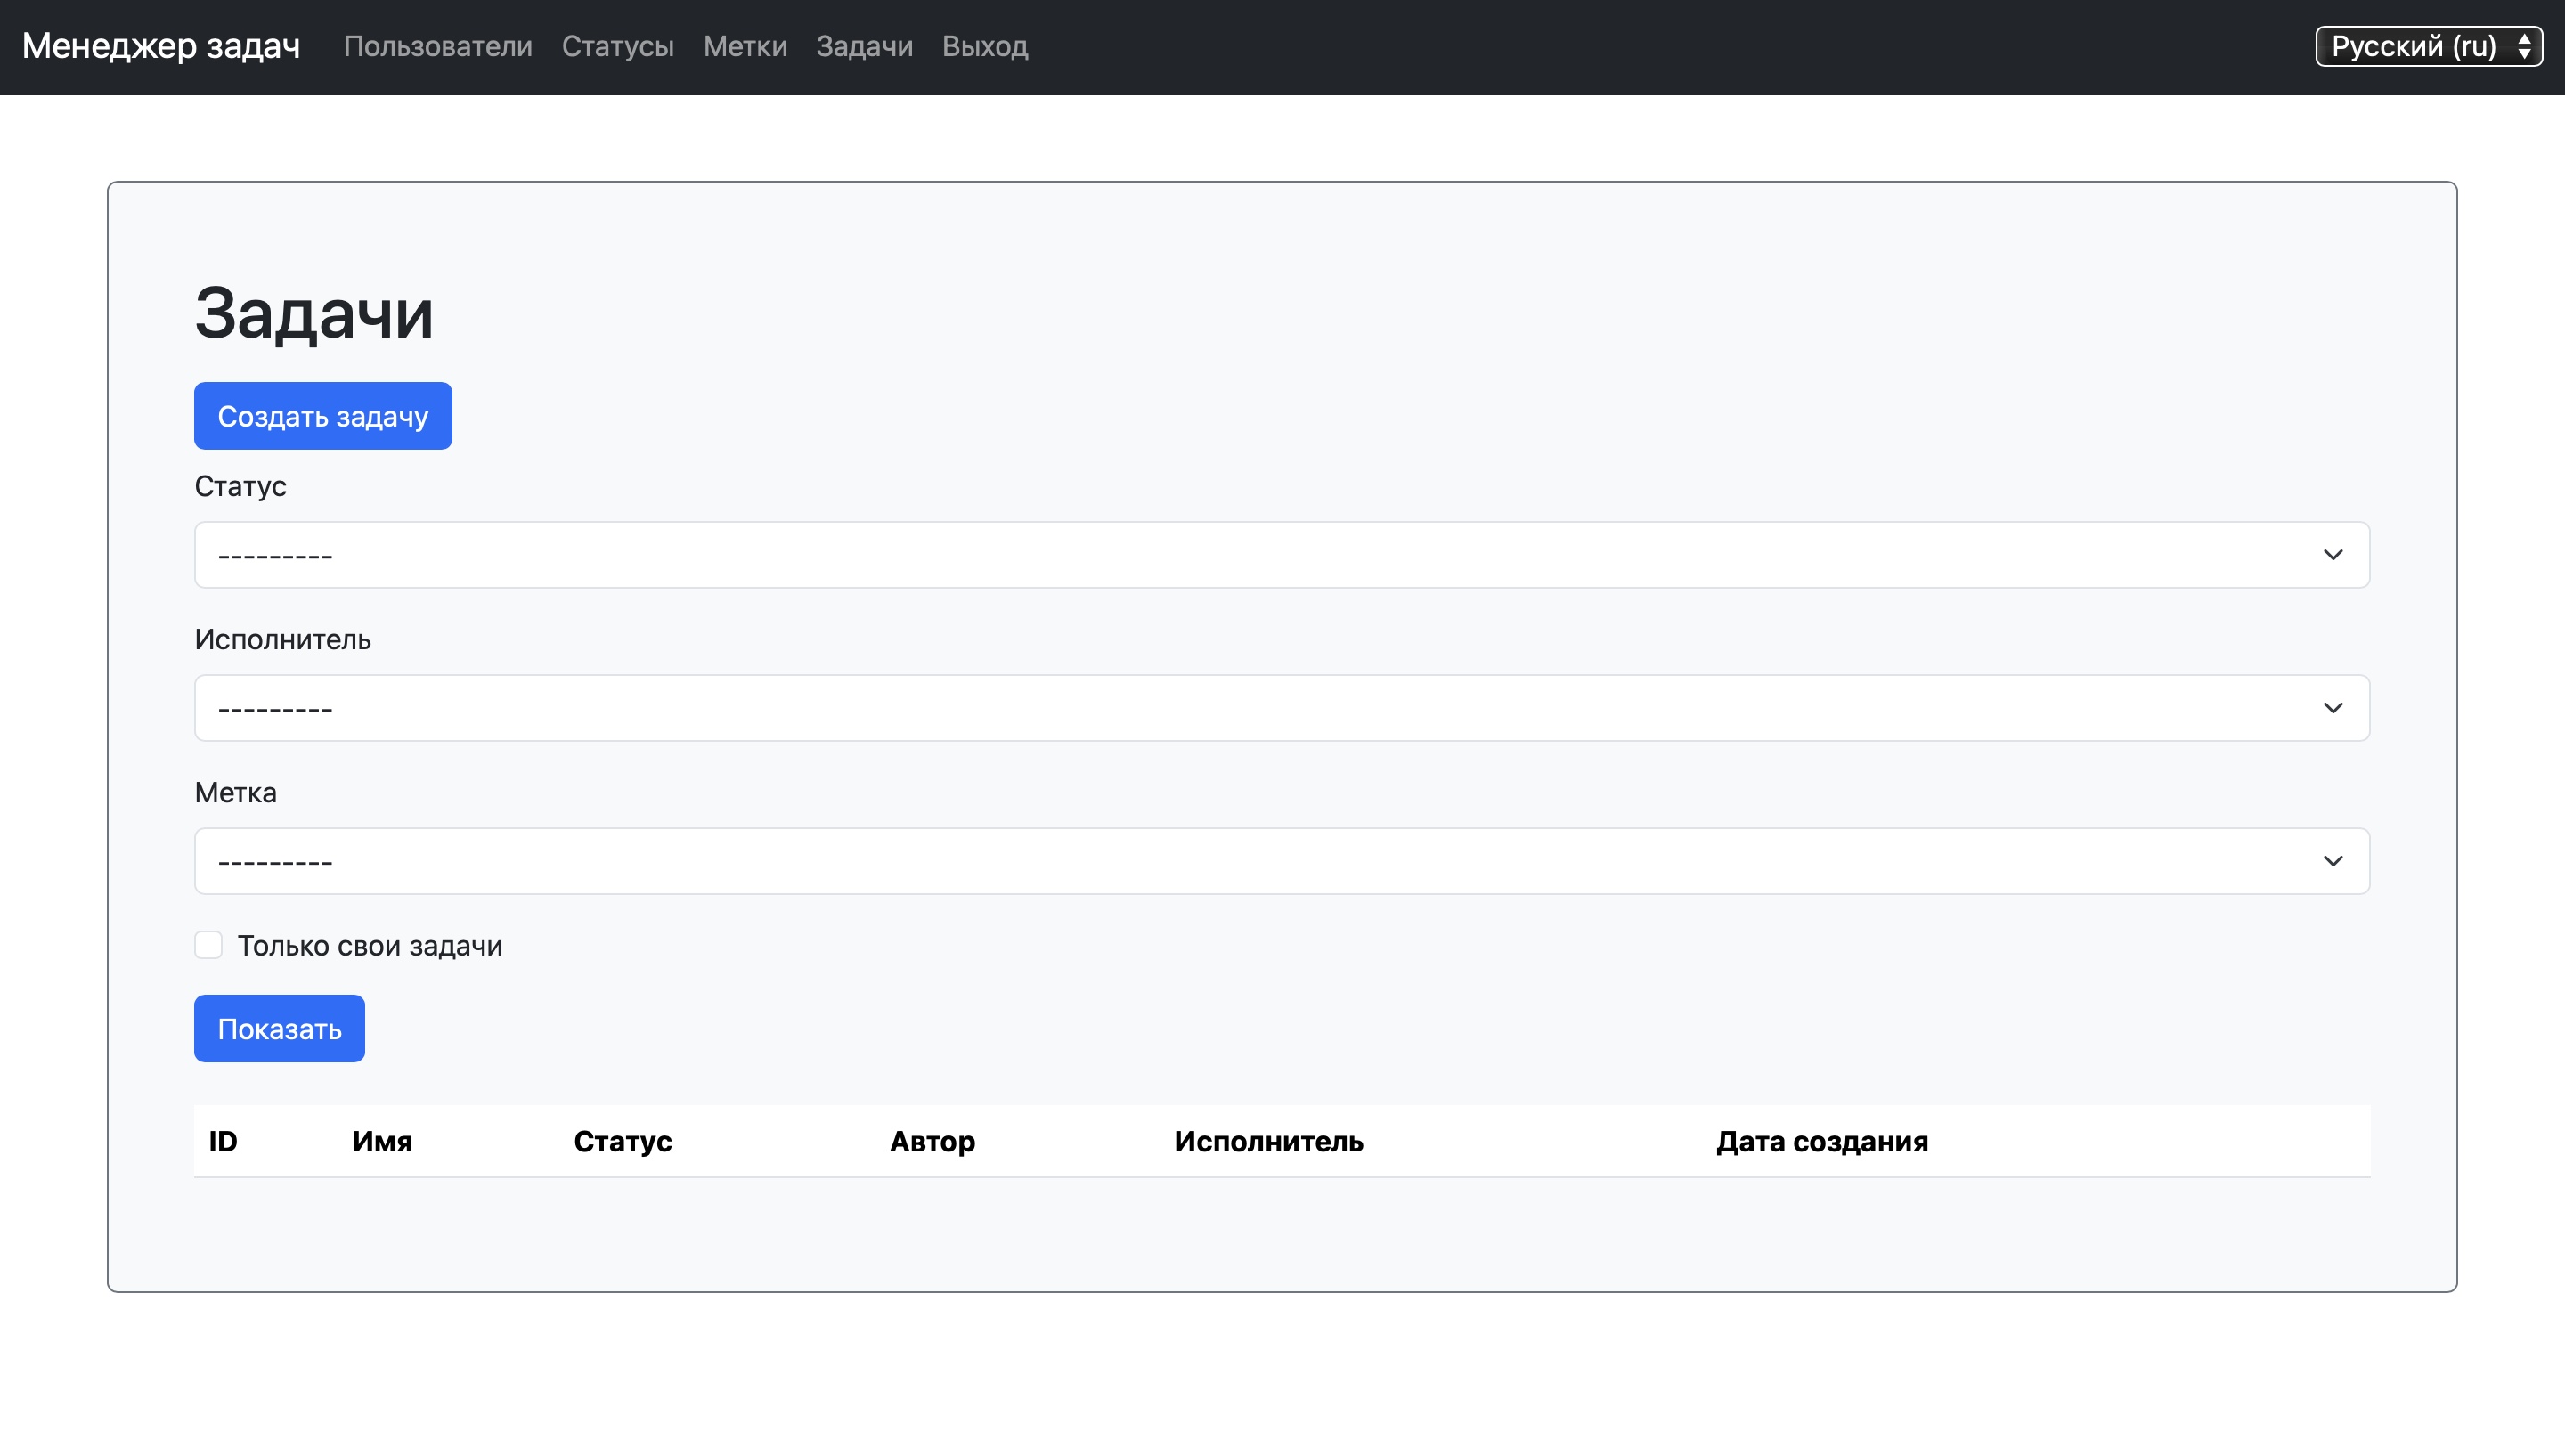 Менеджер задач Пользователи Статусы Метки Задачи Выход Русский (ru)
Задачи
Создать задачу
Статус
---------
Исполнитель
---------
Метка
---------
Только свои задачи
Показать
ID Имя Статус Автор Исполнитель Дата создания